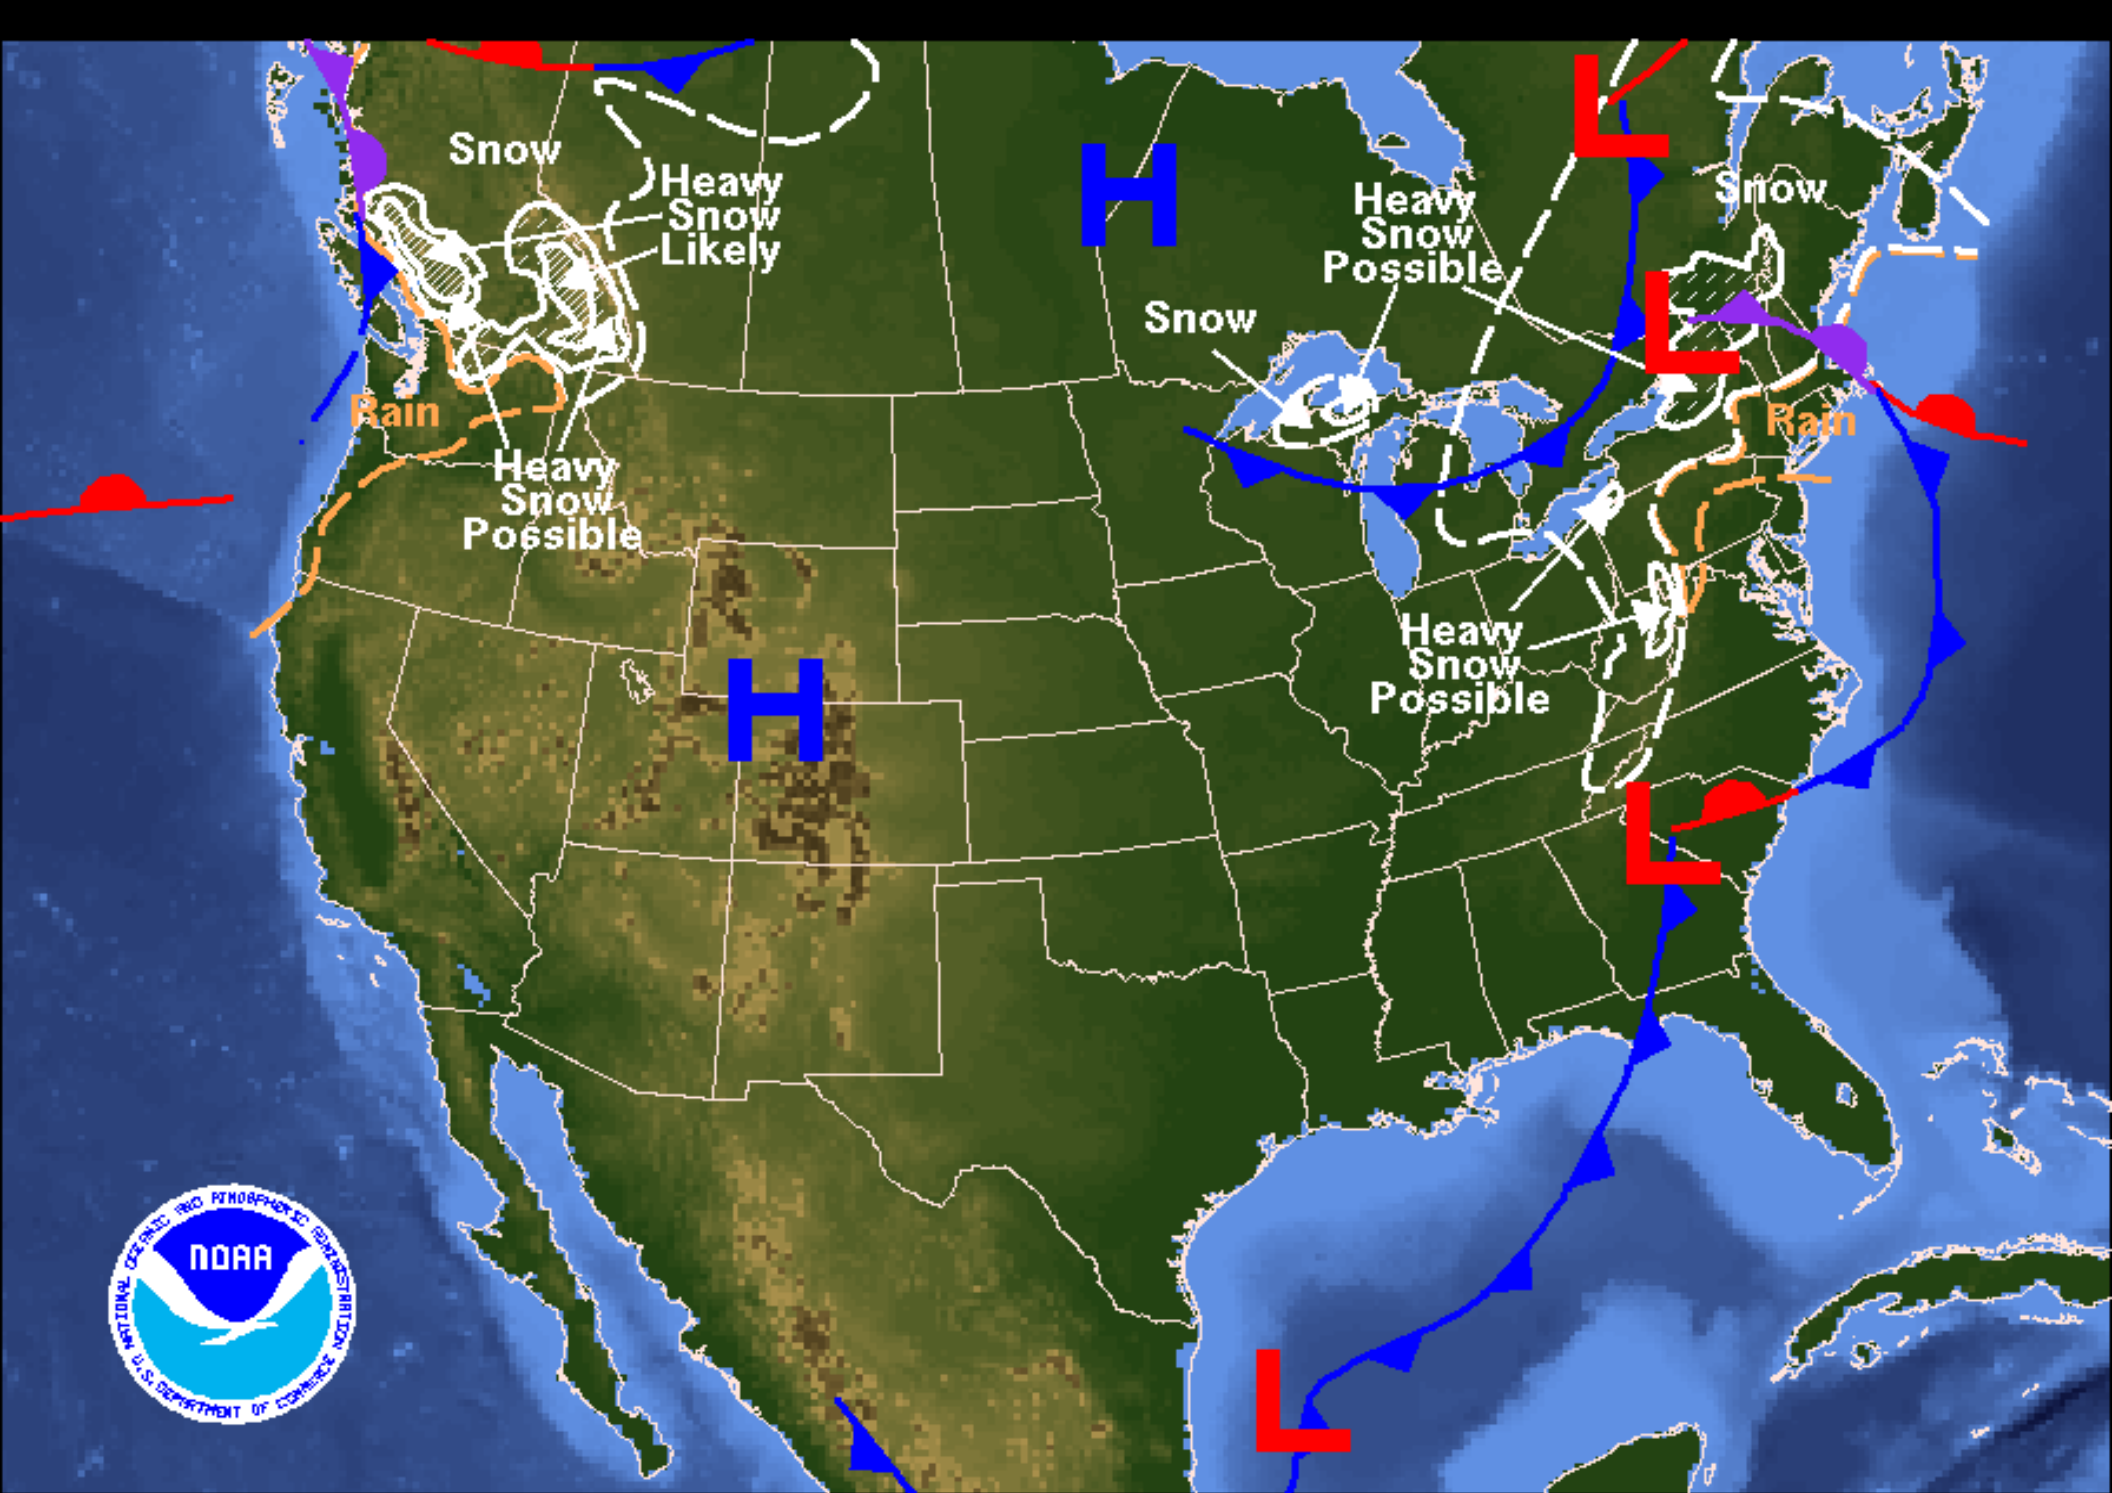 Snow
Heavy
Snow
Likely
H
L
Heavy
Snow
Possible
Snow
Snow
L
Rain
Heavy
Snow
Possible
Rain
Heavy
Snow
Possible
H
L
L
NOAA
NATIONAL OCEANIC AND ATMOSPHERIC ADMINISTRATION
U.S. DEPARTMENT OF COMMERCE